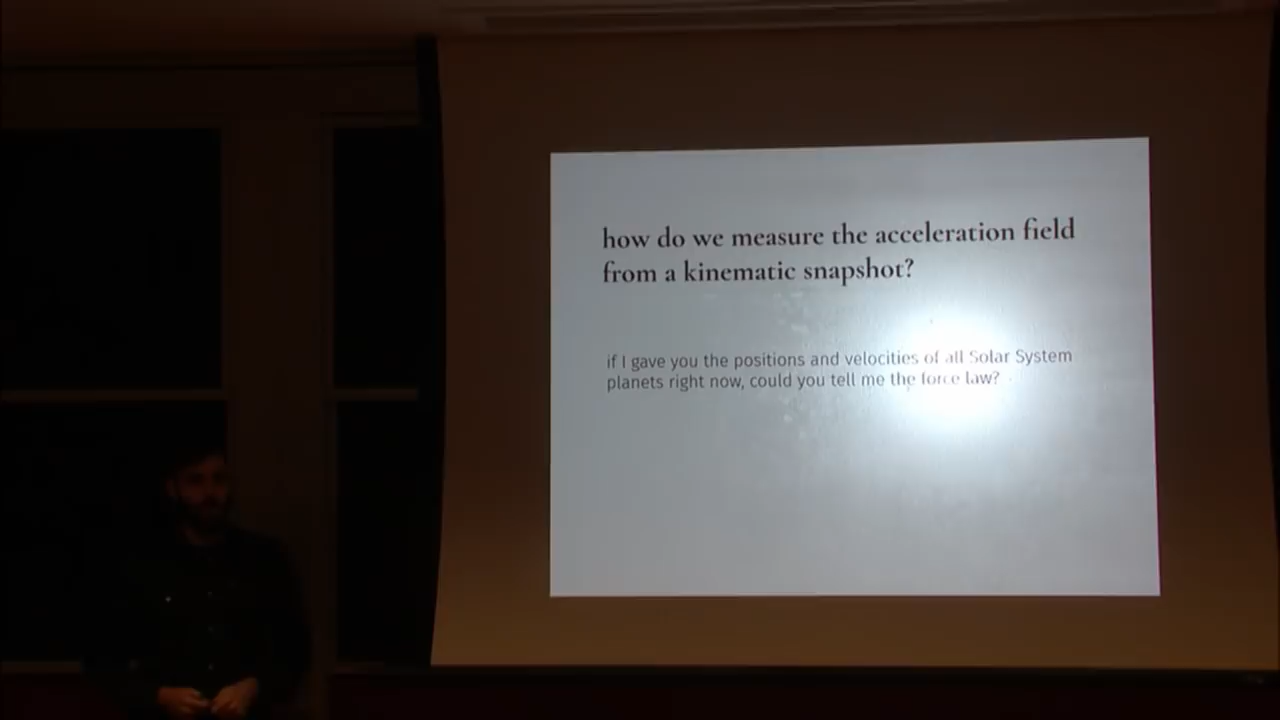 how do we measure the acceleration field
from a kinematic snapshot?
if I gave you the positions and velocities of all Solar System
planets right now, could you tell me the force law?